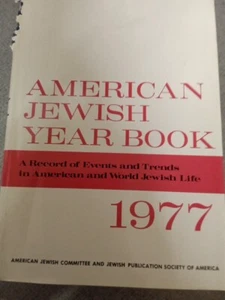 AMERICAN
JEWISH
YEAR BOOK
A Record of Events and Trends
in American and World Jewish Life
1977
AMERICAN JEWISH COMMITTEE AND JEWISH PUBLICATION SOCIETY OF AMERICA